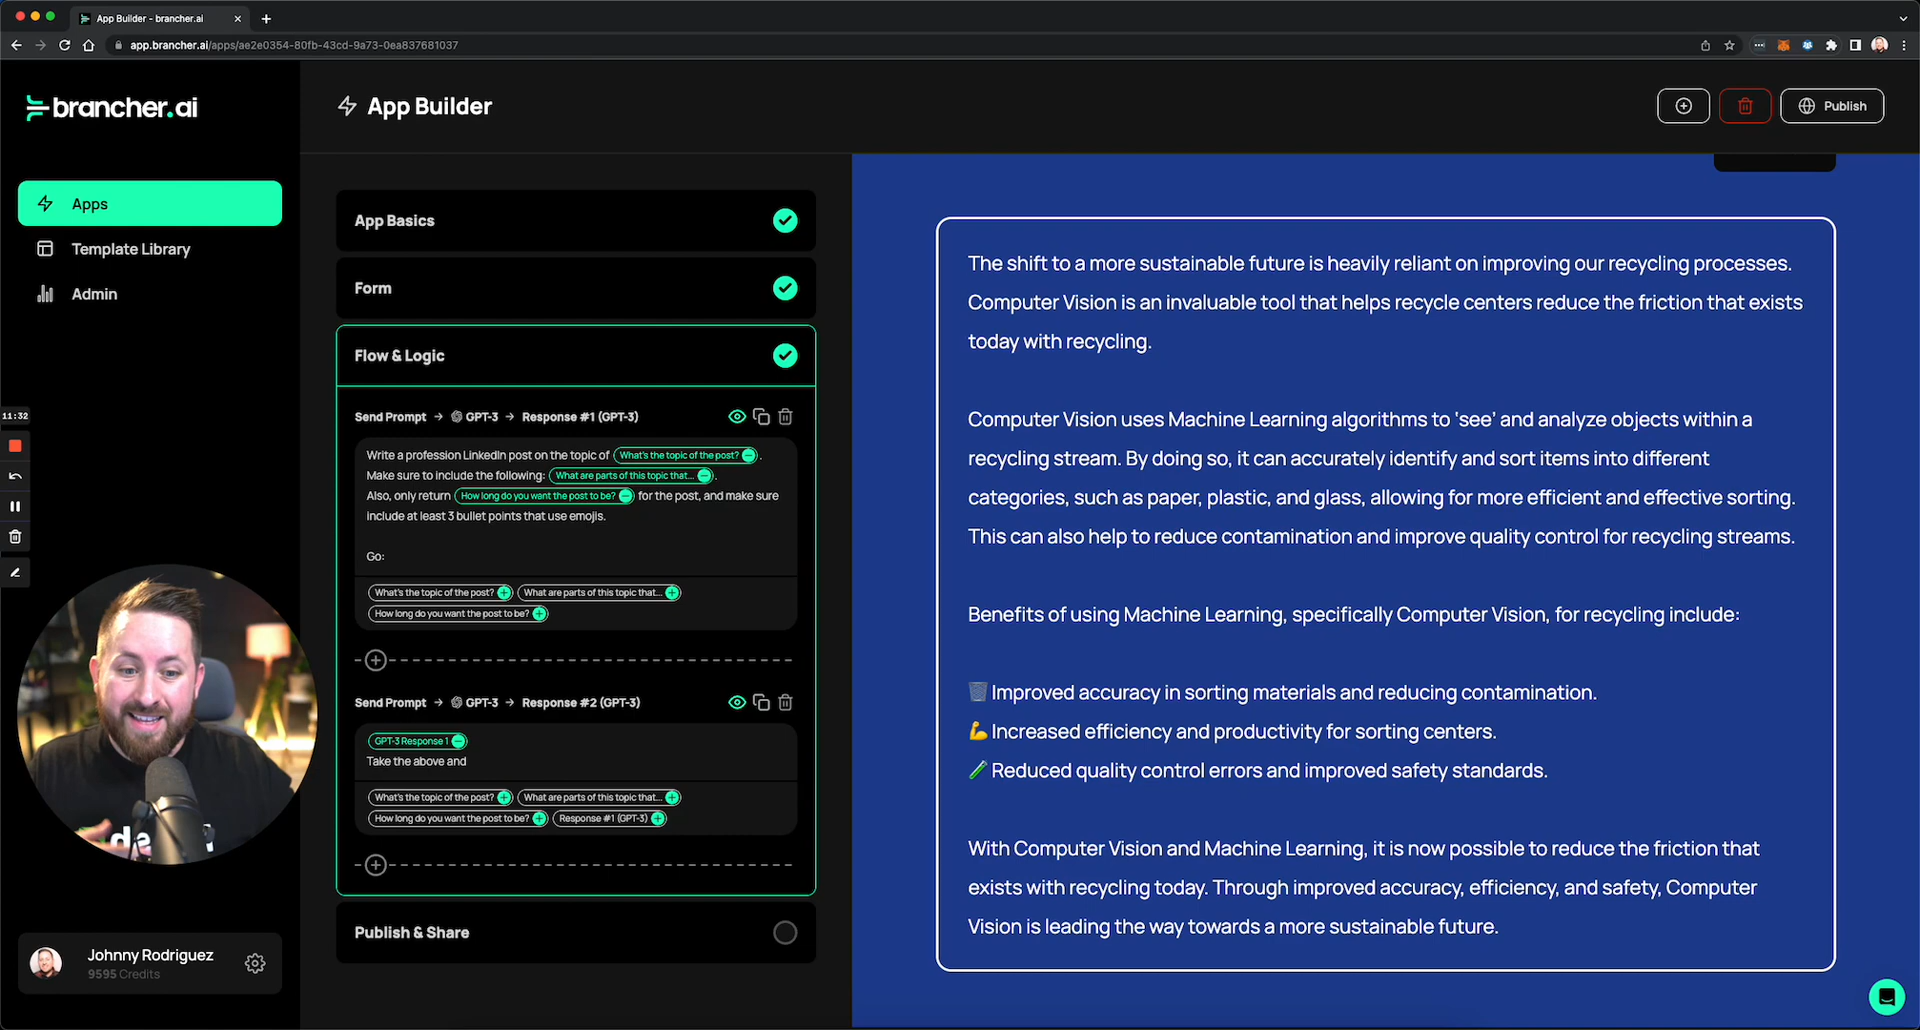 App Builder - brancher.ai
app.brancher.ai/apps/ae2e0354-80fb-43cd-9a73-0ea837681037
brancher.ai
App Builder
Publish
Apps
Template Library
Admin
App Basics
Form
Flow & Logic
11:32
Send Prompt → GPT-3 → Response #1 (GPT-3)
Write a profession LinkedIn post on the topic of What's the topic of the post? .
Make sure to include the following: What are parts of this topic that... .
Also, only return How long do you want the post to be? for the post, and make sure
include at least 3 bullet points that use emojis.
Go:
What's the topic of the post? What are parts of this topic that...
How long do you want the post to be?
Send Prompt → GPT-3 → Response #2 (GPT-3)
GPT-3 Response 1
Take the above and
What's the topic of the post? What are parts of this topic that...
How long do you want the post to be? Response #1 (GPT-3)
Publish & Share
Johnny Rodriguez
9595 Credits
The shift to a more sustainable future is heavily reliant on improving our recycling processes.
Computer Vision is an invaluable tool that helps recycle centers reduce the friction that exists
today with recycling.
Computer Vision uses Machine Learning algorithms to 'see' and analyze objects within a
recycling stream. By doing so, it can accurately identify and sort items into different
categories, such as paper, plastic, and glass, allowing for more efficient and effective sorting.
This can also help to reduce contamination and improve quality control for recycling streams.
Benefits of using Machine Learning, specifically Computer Vision, for recycling include:
🗑️Improved accuracy in sorting materials and reducing contamination.
💪Increased efficiency and productivity for sorting centers.
🧪Reduced quality control errors and improved safety standards.
With Computer Vision and Machine Learning, it is now possible to reduce the friction that
exists with recycling today. Through improved accuracy, efficiency, and safety, Computer
Vision is leading the way towards a more sustainable future.